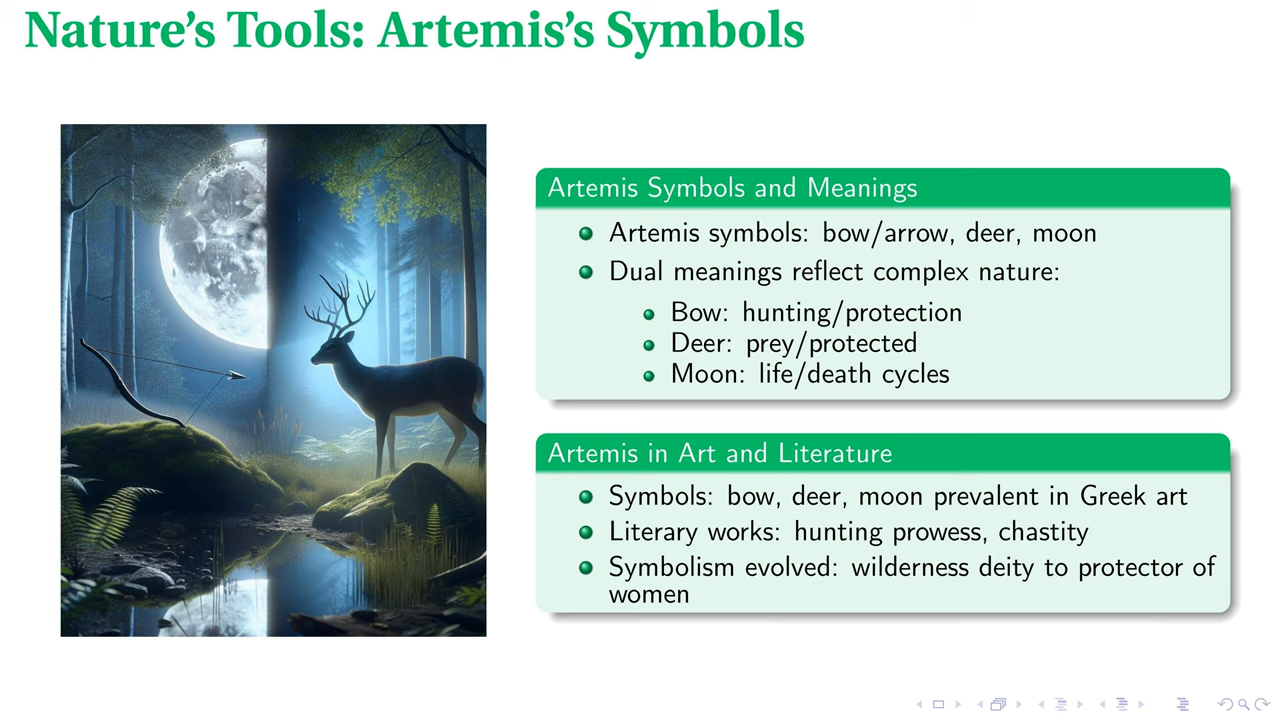 Nature's Tools: Artemis's Symbols
Artemis Symbols and Meanings
Artemis symbols: bow/arrow, deer, moon
Dual meanings reflect complex nature:
Bow: hunting/protection
Deer: prey/protected
Moon: life/death cycles
Artemis in Art and Literature
Symbols: bow, deer, moon prevalent in Greek art
Literary works: hunting prowess, chastity
Symbolism evolved: wilderness deity to protector of
women